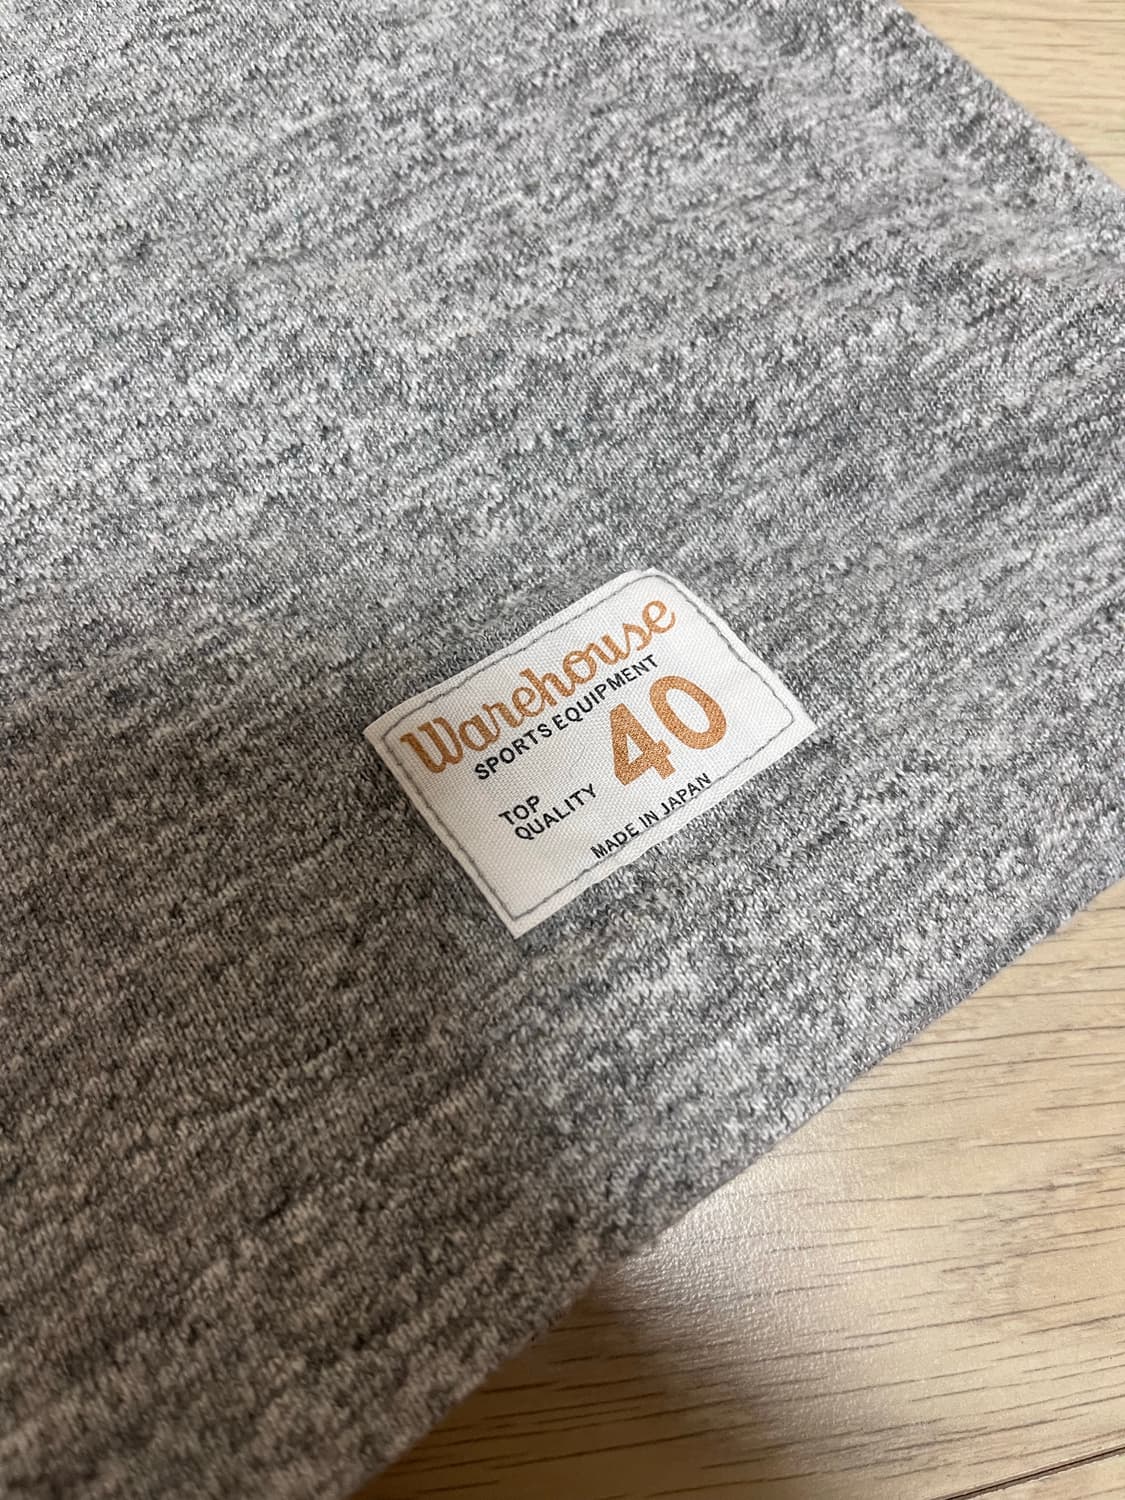 Warehouse
SPORTS EQUIPMENT
TOP
QUALITY
40
MADE IN JAPAN